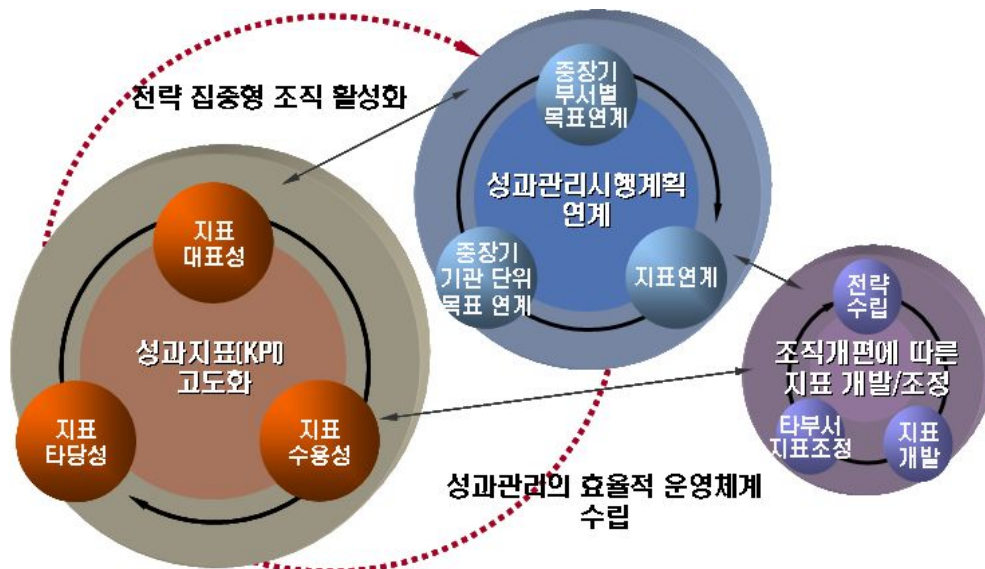 전략 집중형 조직 활성화
지표
대표성
성과지표(KPI)
고도화
지표
타당성
지표
수용성
중장기
부서별
목표연계
성과관리시행계획
연계
중장기
기관 단위
목표 연계
지표연계
전략
수립
조직개편에 따른
지표 개발/조정
타부서
지표조정
지표
개발
성과관리의 효율적 운영체계
수립